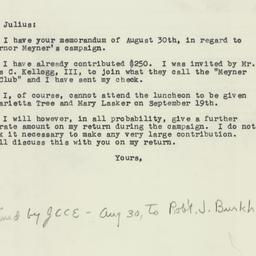 Julius:
I have your memorandum of August 30th, in regard to
rnor Meyner's campaign.
I have already contributed $250. I was invited by Mr.
s C. Kellogg, III, to join what they call the "Meyner
Club" and I have sent my check.
I, of course, cannot attend the luncheon to be given
arietta Tree and Mary Lasker on September 19th.
I will however, in all probability, give a further
rate amount on my return during the campaign. I do not
k it necessary to make any very large contribution.
ll discuss this with you on my return.
Yours,
ned by JCCE - Aug 30, to Robt. J. Burkh